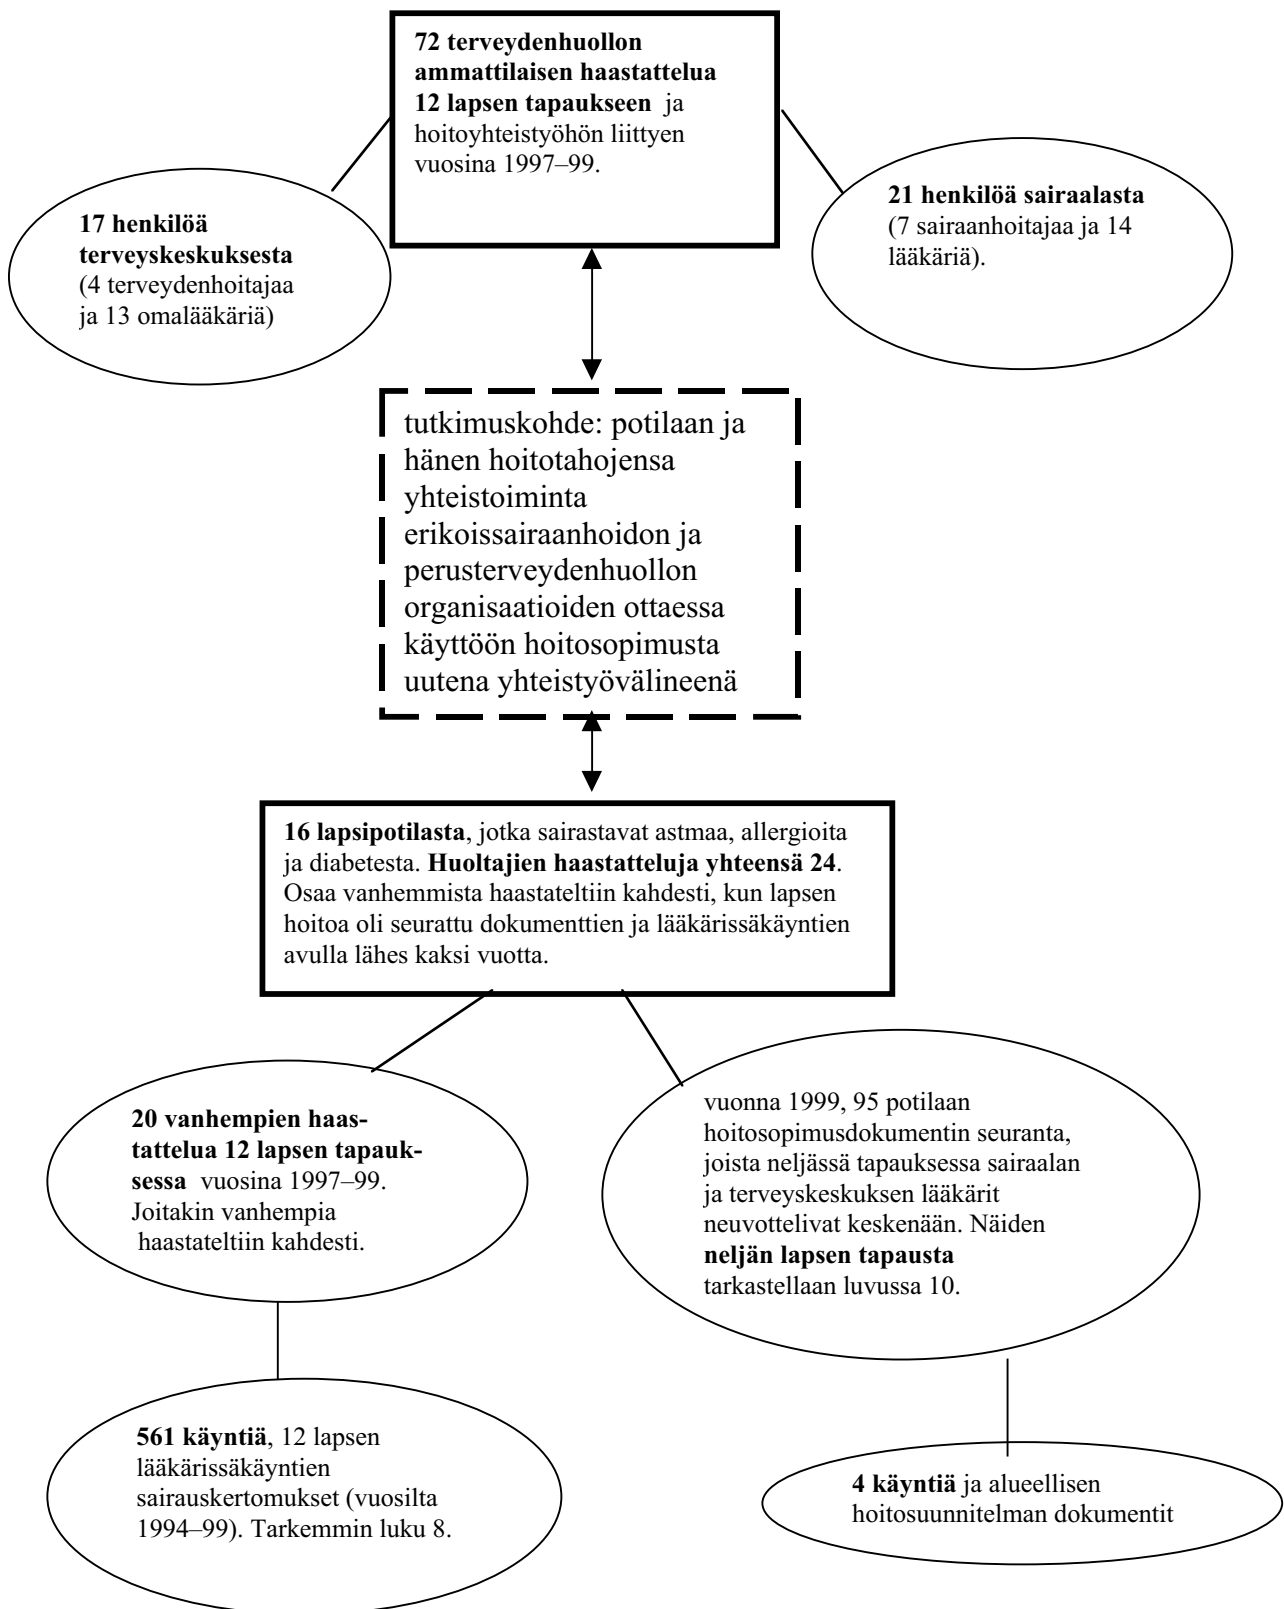 72 terveydenhuollon
ammattilaisen haastattelua
12 lapsen tapaukseen ja
hoitoyhteistyöhön liittyen
vuosina 1997–99.
17 henkilöä
terveyskeskuksesta
(4 terveydenhoitajaa
ja 13 omalääkäriä)
21 henkilöä sairaalasta
(7 sairaanhoitajaa ja 14
lääkäriä).
tutkimuskohde: potilaan ja
hänen hoitotahojensa
yhteistoiminta
erikoissairaanhoidon ja
perusterveydenhuollon
organisaatioiden ottaessa
käyttöön hoitosopimusta
uutena yhteistyövälineenä
16 lapsipotilasta, jotka sairastavat astmaa, allergioita
ja diabetesta. Huoltajien haastatteluja yhteensä 24.
Osaa vanhemmista haastateltiin kahdesti, kun lapsen
hoitoa oli seurattu dokumenttien ja lääkärissäkäyntien
avulla lähes kaksi vuotta.
20 vanhempien haas-
tattelua 12 lapsen tapauk-
sessa vuosina 1997–99.
Joitakin vanhempia
haastateltiin kahdesti.
vuonna 1999, 95 potilaan
hoitosopimusdokumentin seuranta,
joista neljässä tapauksessa sairaalan
ja terveyskeskuksen lääkärit
neuvottelivat keskenään. Näiden
neljän lapsen tapausta
tarkastellaan luvussa 10.
561 käyntiä, 12 lapsen
lääkärissäkäyntien
sairauskertomukset (vuosilta
1994–99). Tarkemmin luku 8.
4 käyntiä ja alueellisen
hoitosuunnitelman dokumentit